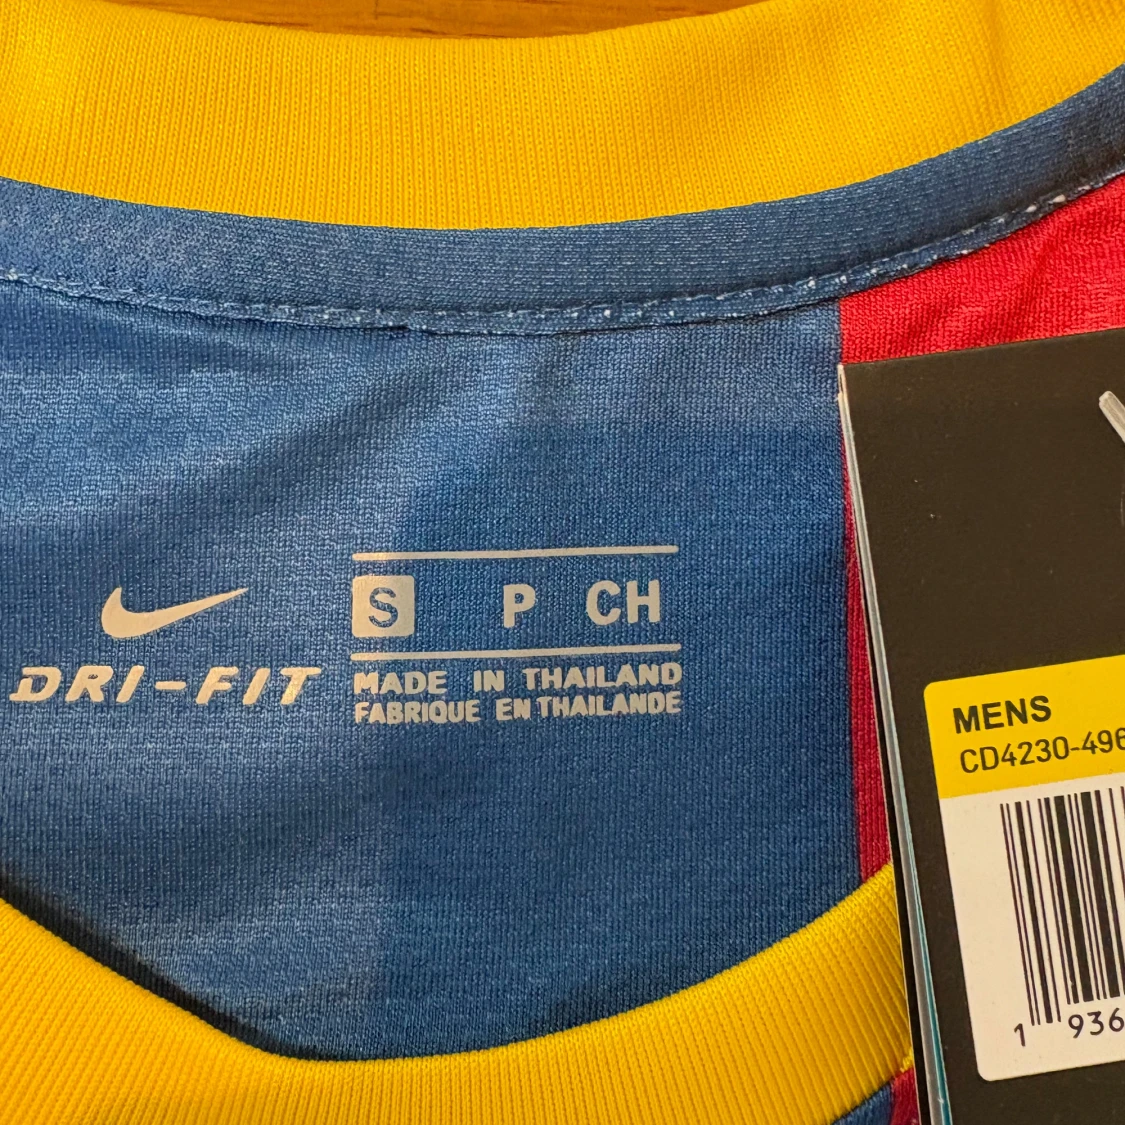 S P CH
DRI-FIT
MADE IN THAILAND
FABRIQUE EN THAILANDE
MENS
CD4230-496
1 936